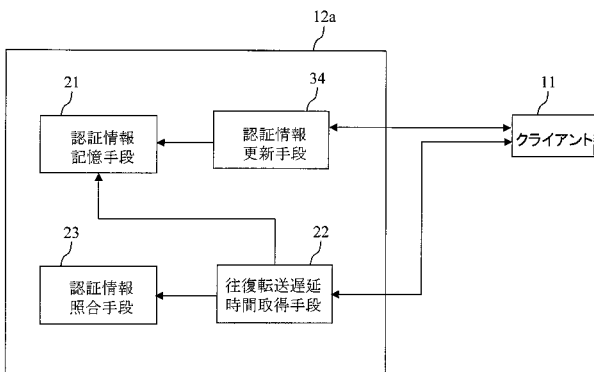 12a
21
34
11
認証情報
記憶手段
認証情報
更新手段
クライアント
23
22
認証情報
照合手段
往復転送遅延
時間取得手段